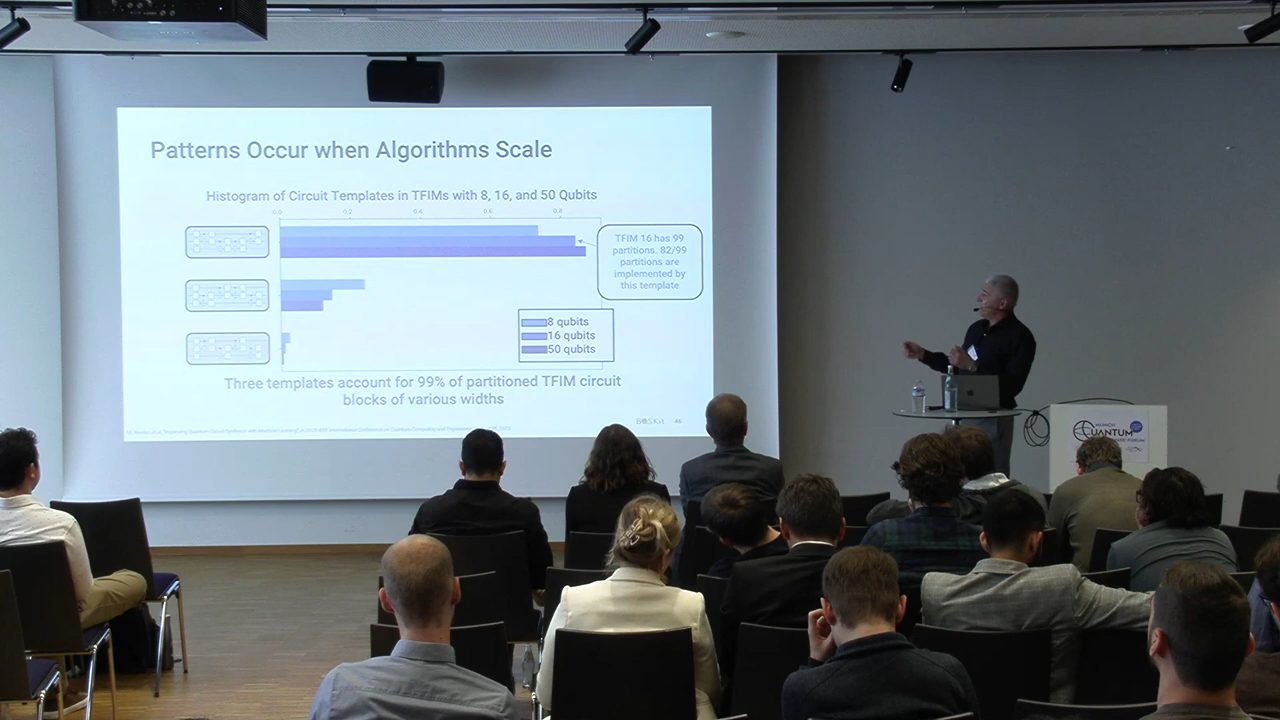 Patterns Occur when Algorithms Scale
Histogram of Circuit Templates in TFIMs with 8, 16, and 50 Qubits
0.0 0.2 0.4 0.6 0.8
TFIM 16 has 99
partitions. 82/99
partitions are
implemented by
this template
8 qubits
16 qubits
50 qubits
Three templates account for 99% of partitioned TFIM circuit
blocks of various widths
BQSKit 46
MUNICH
QUANTUM